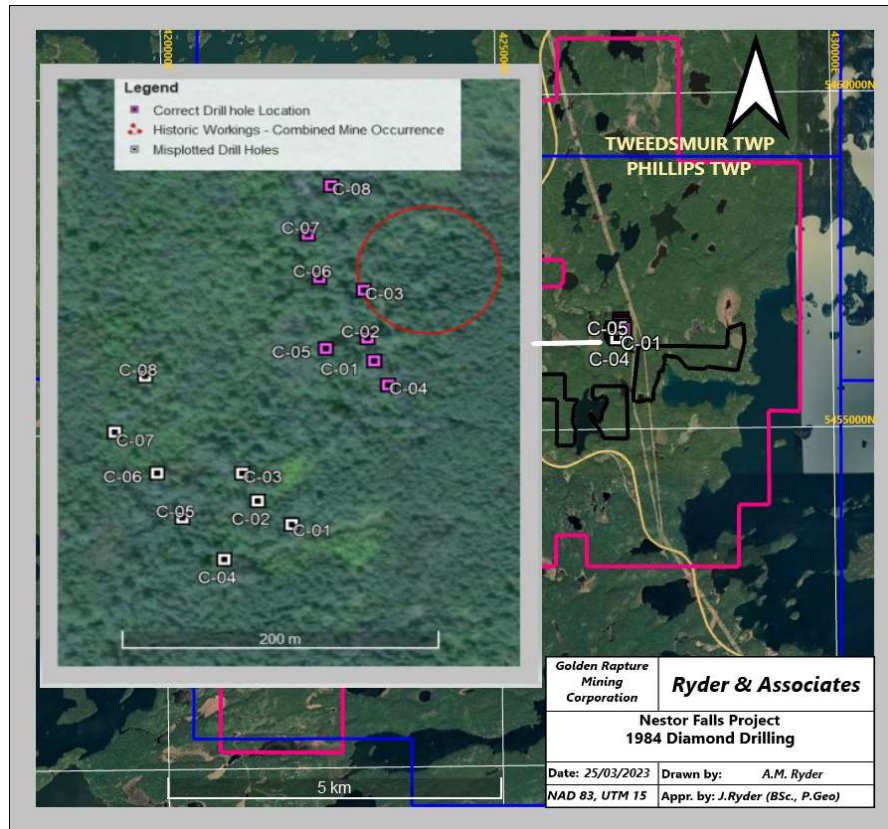 420000E
425000E
430000E
5460000N
TWEEDSMUIR TWP
PHILLIPS TWP
Legend
Correct Drill hole Location
Historic Workings - Combined Mine Occurrence
Misplotted Drill Holes
C-08
C-07
C-06
C-03
C-02
C-05
C-01
C-04
C-08
C-07
C-06
C-03
C-05
C-02
C-01
C-04
200 m
C-05
C-01
C-04
5455000N
5 km
Golden Rapture
Mining
Corporation
Ryder & Associates
Nestor Falls Project
1984 Diamond Drilling
Date: 25/03/2023
Drawn by: A.M. Ryder
NAD 83, UTM 15
Appr. by: J.Ryder (BSc., P.Geo)